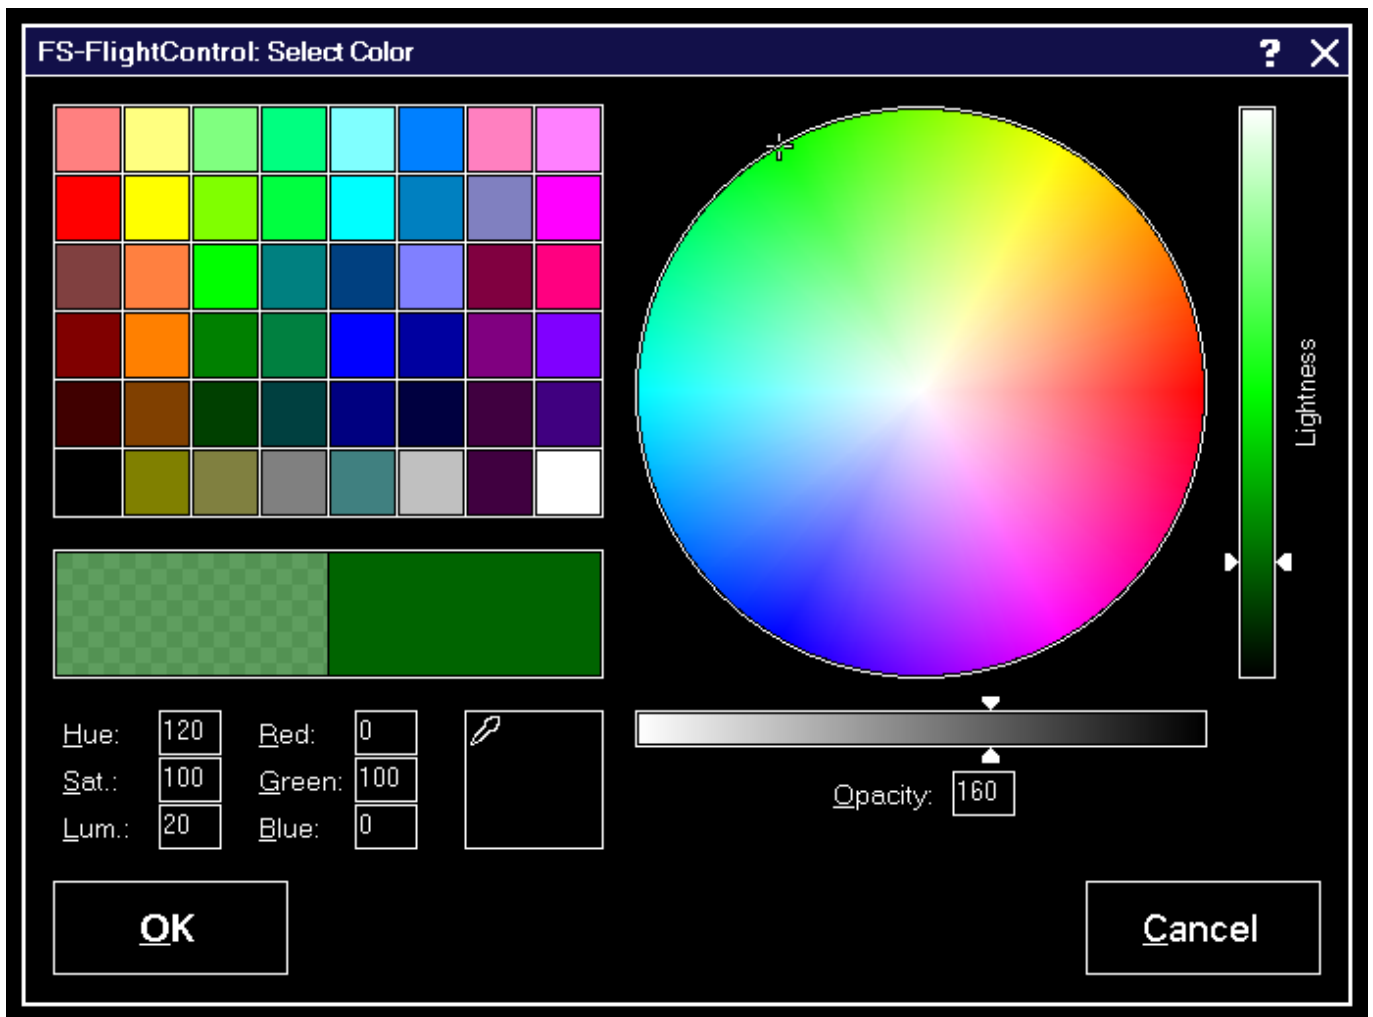 FS-FlightControl: Select Color
? X
Lightness
Hue: 120 Red: 0
Sat.: 100 Green: 100
Lum.: 20 Blue: 0
Opacity: 160
OK Cancel